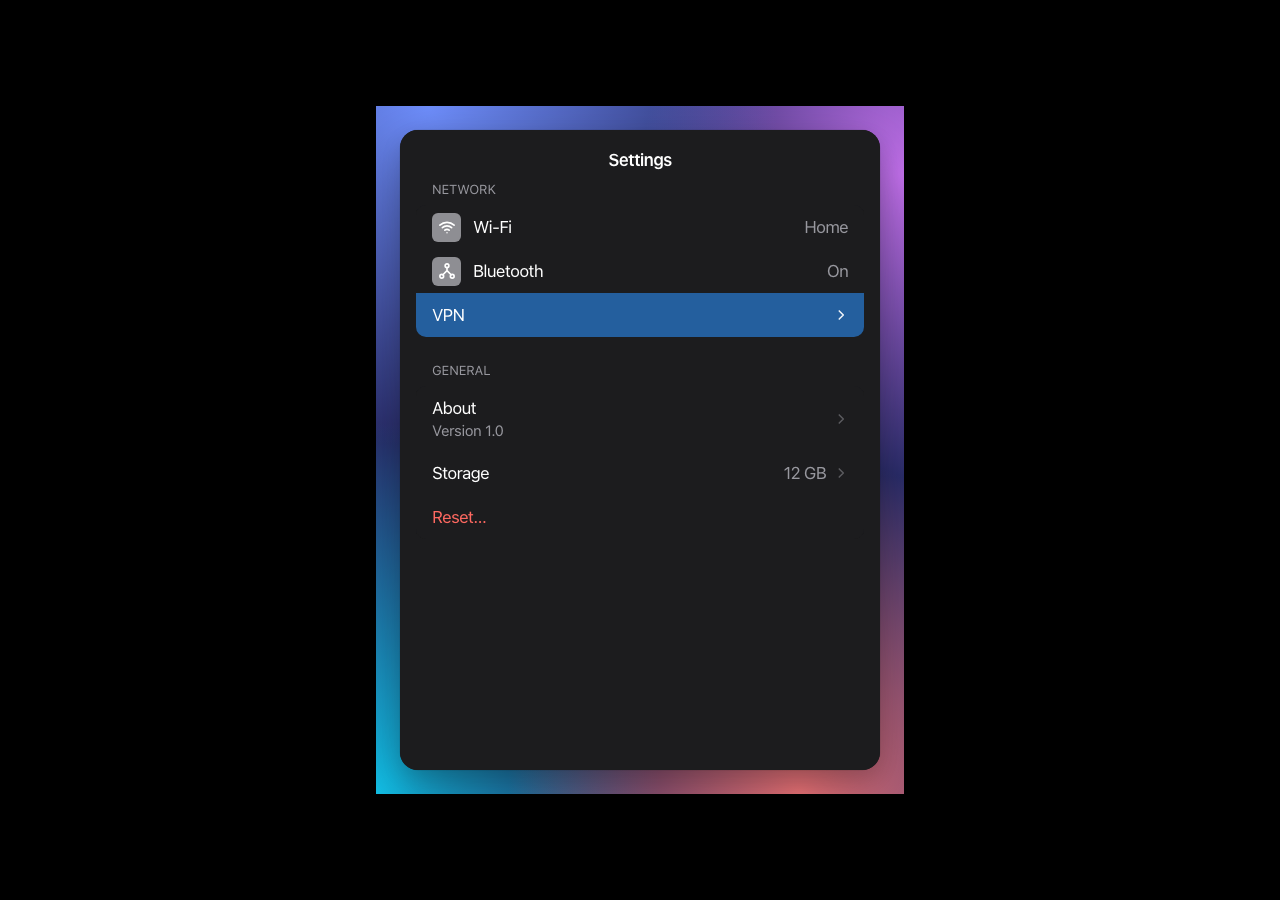 Settings
NETWORK
Wi-Fi Home
Bluetooth On
VPN
GENERAL
About
Version 1.0
Storage 12 GB
Reset...